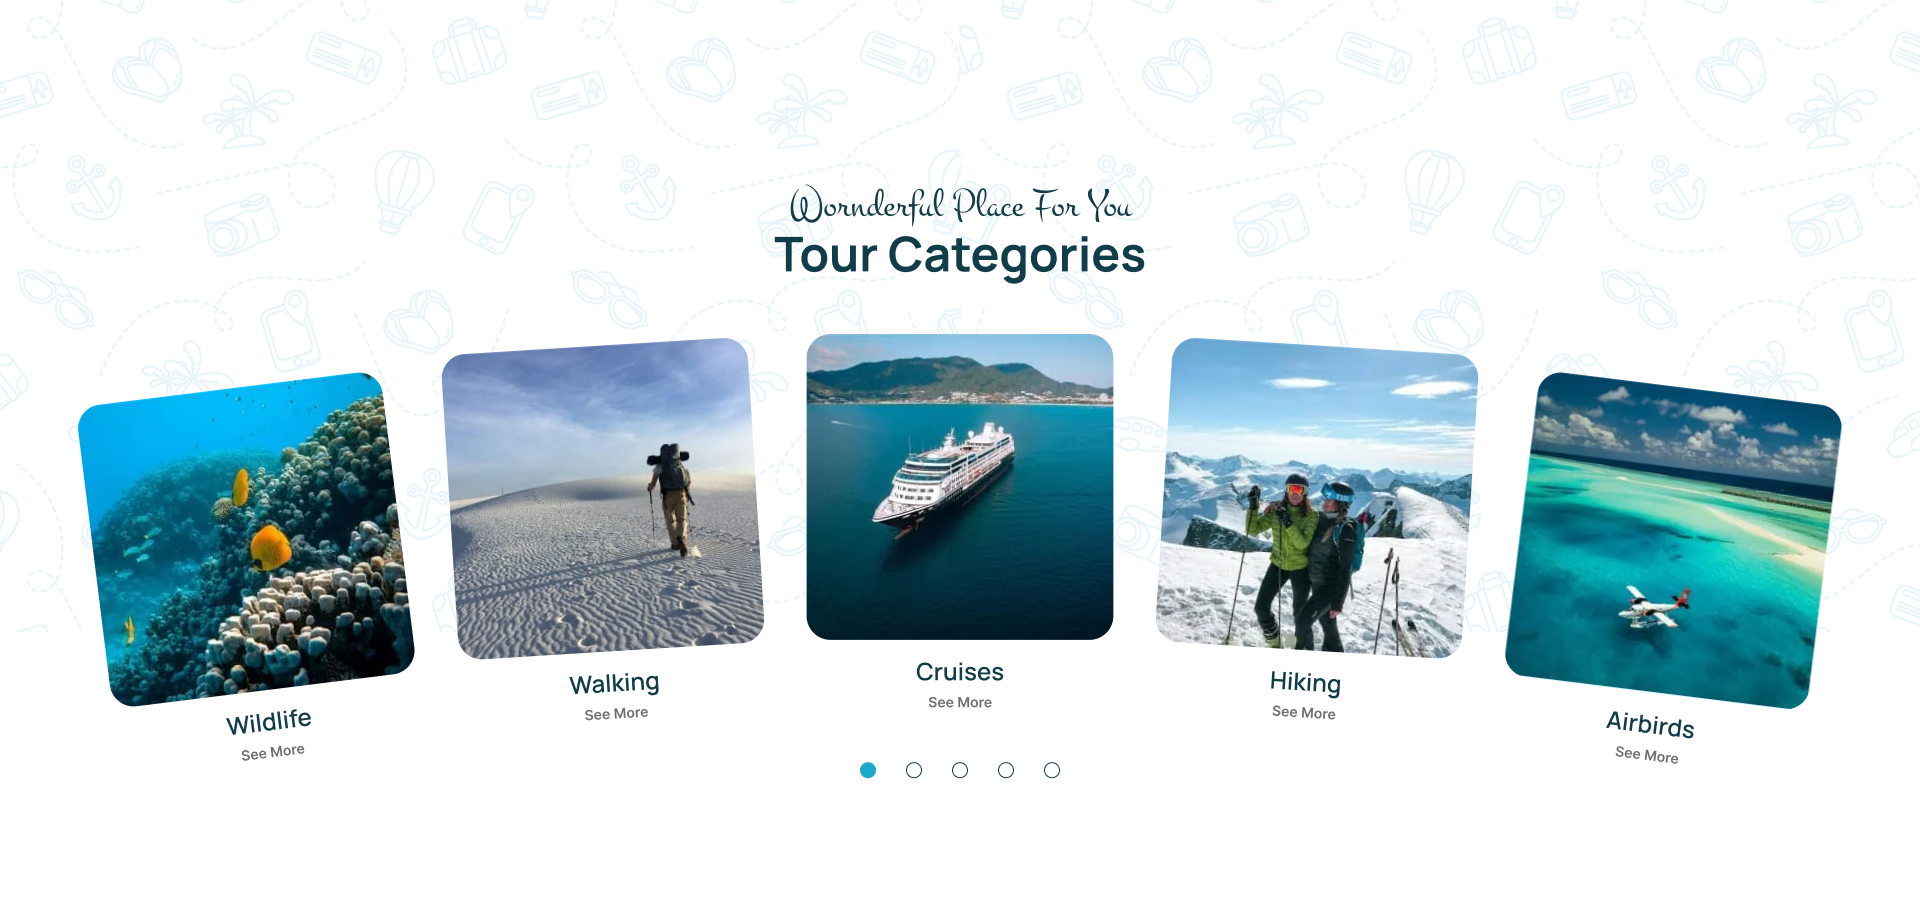 Wornderful Place For You
Tour Categories
Wildlife
See More
Walking
See More
Cruises
See More
Hiking
See More
Airbirds
See More